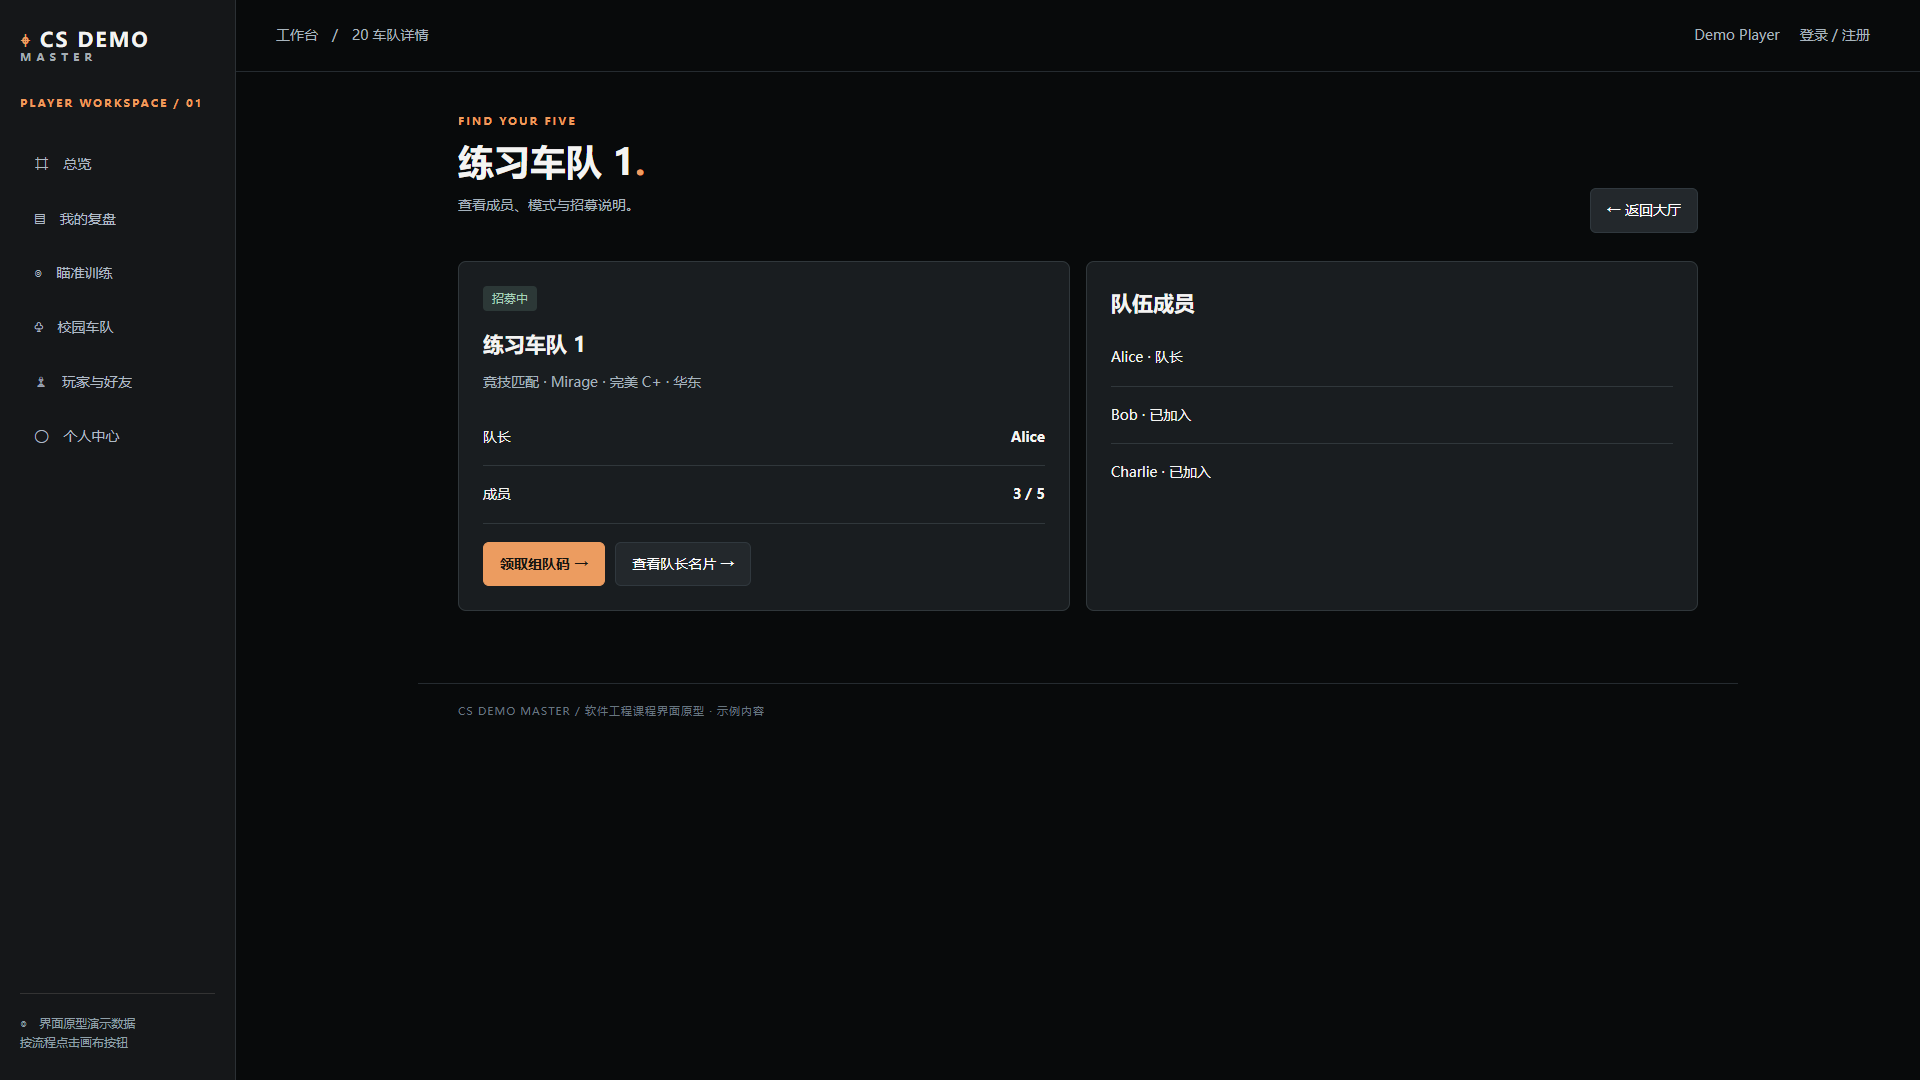 CS DEMO
MASTER
PLAYER WORKSPACE / 01
总览
我的复盘
瞄准训练
校园车队
玩家与好友
个人中心
界面原型演示数据
按流程点击画布按钮
工作台 / 20 车队详情
Demo Player 登录 / 注册
FIND YOUR FIVE
练习车队 1.
查看成员、模式与招募说明。
← 返回大厅
招募中
练习车队 1
竞技匹配 · Mirage · 完美 C+ · 华东
队长 Alice
成员 3 / 5
领取组队码 → 查看队长名片 →
队伍成员
Alice · 队长
Bob · 已加入
Charlie · 已加入
CS DEMO MASTER / 软件工程课程界面原型 · 示例内容